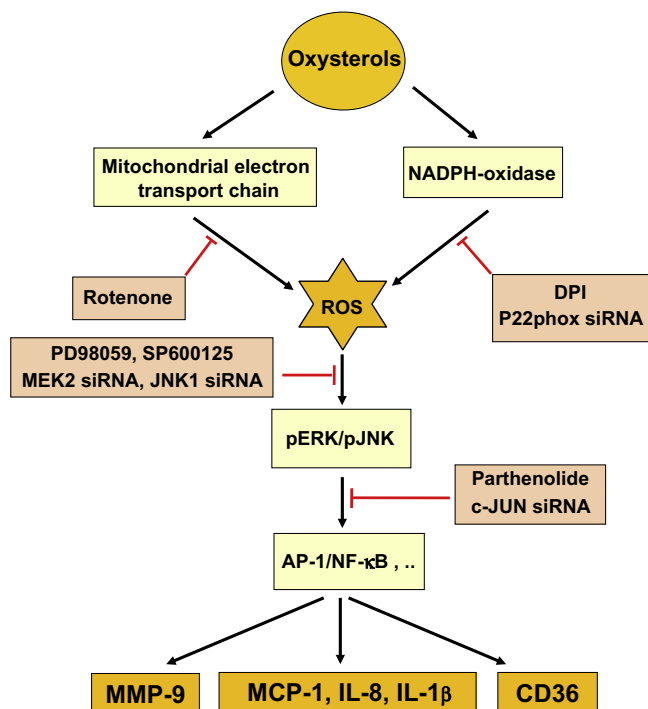 Oxysterols
Mitochondrial electron
transport chain
NADPH-oxidase
Rotenone
ROS
DPI
P22phox siRNA
PD98059, SP600125
MEK2 siRNA, JNK1 siRNA
pERK/pJNK
Parthenolide
c-JUN siRNA
AP-1/NF-κB , ..
MMP-9
MCP-1, IL-8, IL-1β
CD36